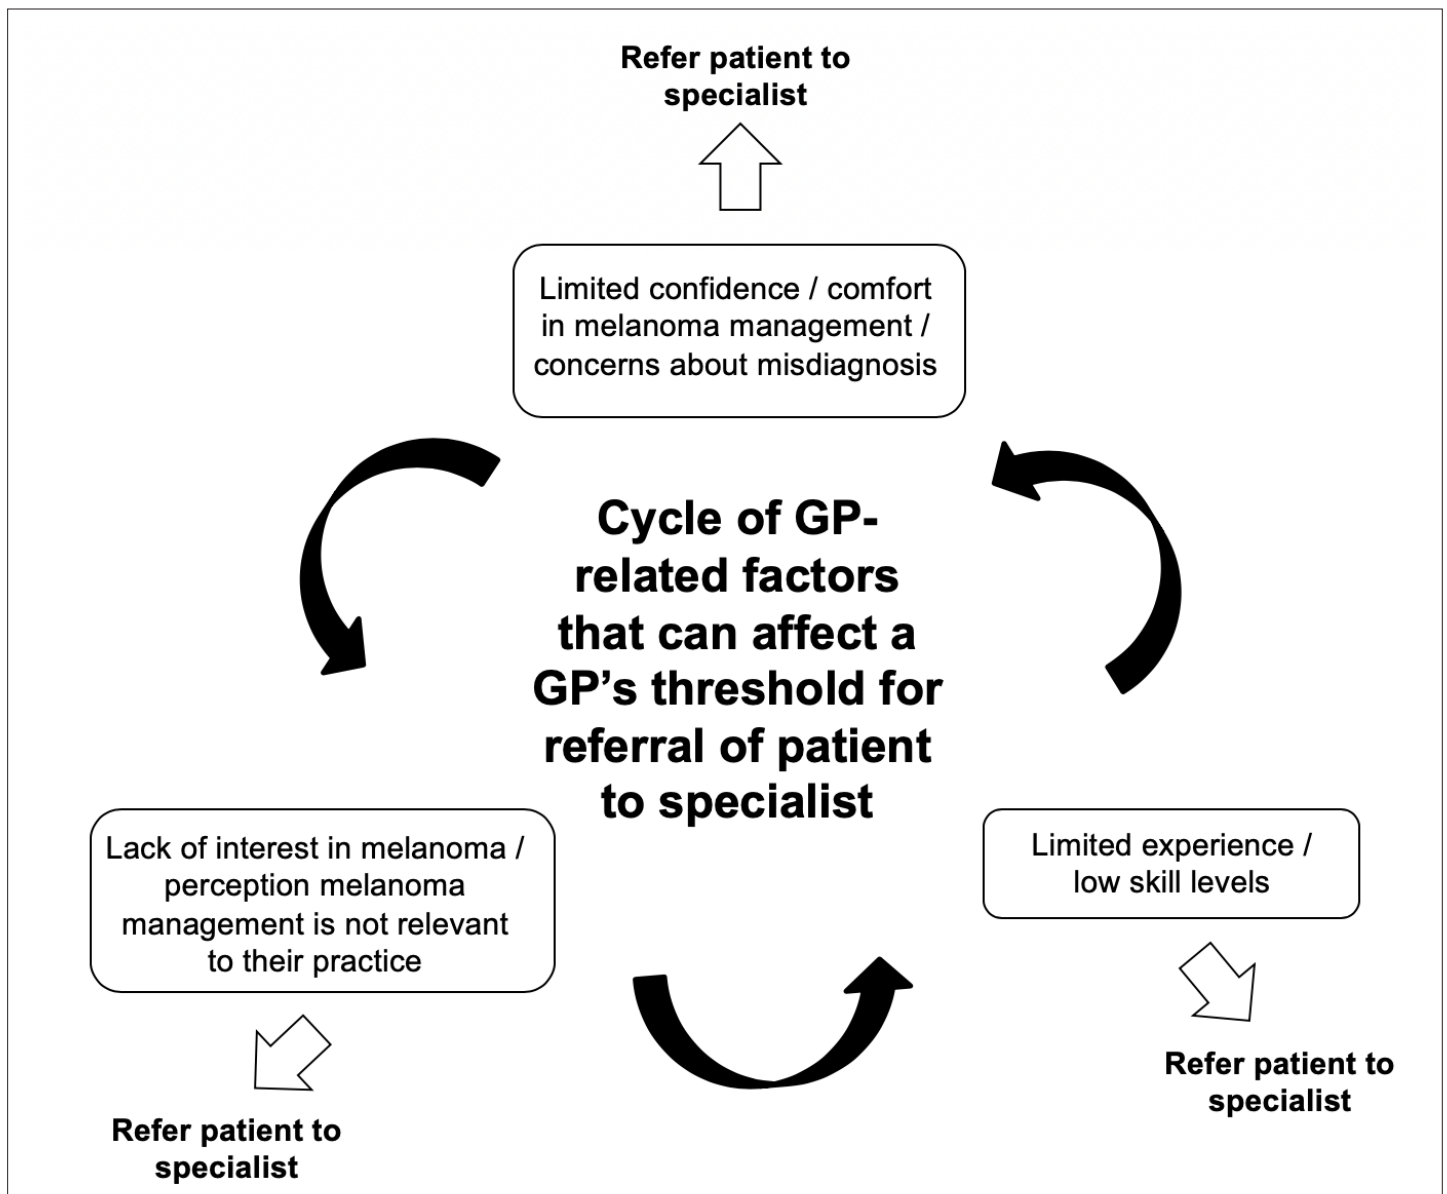 Refer patient to
specialist
Limited confidence / comfort
in melanoma management /
concerns about misdiagnosis
Cycle of GP-
related factors
that can affect a
GP’s threshold for
referral of patient
to specialist
Lack of interest in melanoma /
perception melanoma
management is not relevant
to their practice
Limited experience /
low skill levels
Refer patient to
specialist
Refer patient to
specialist